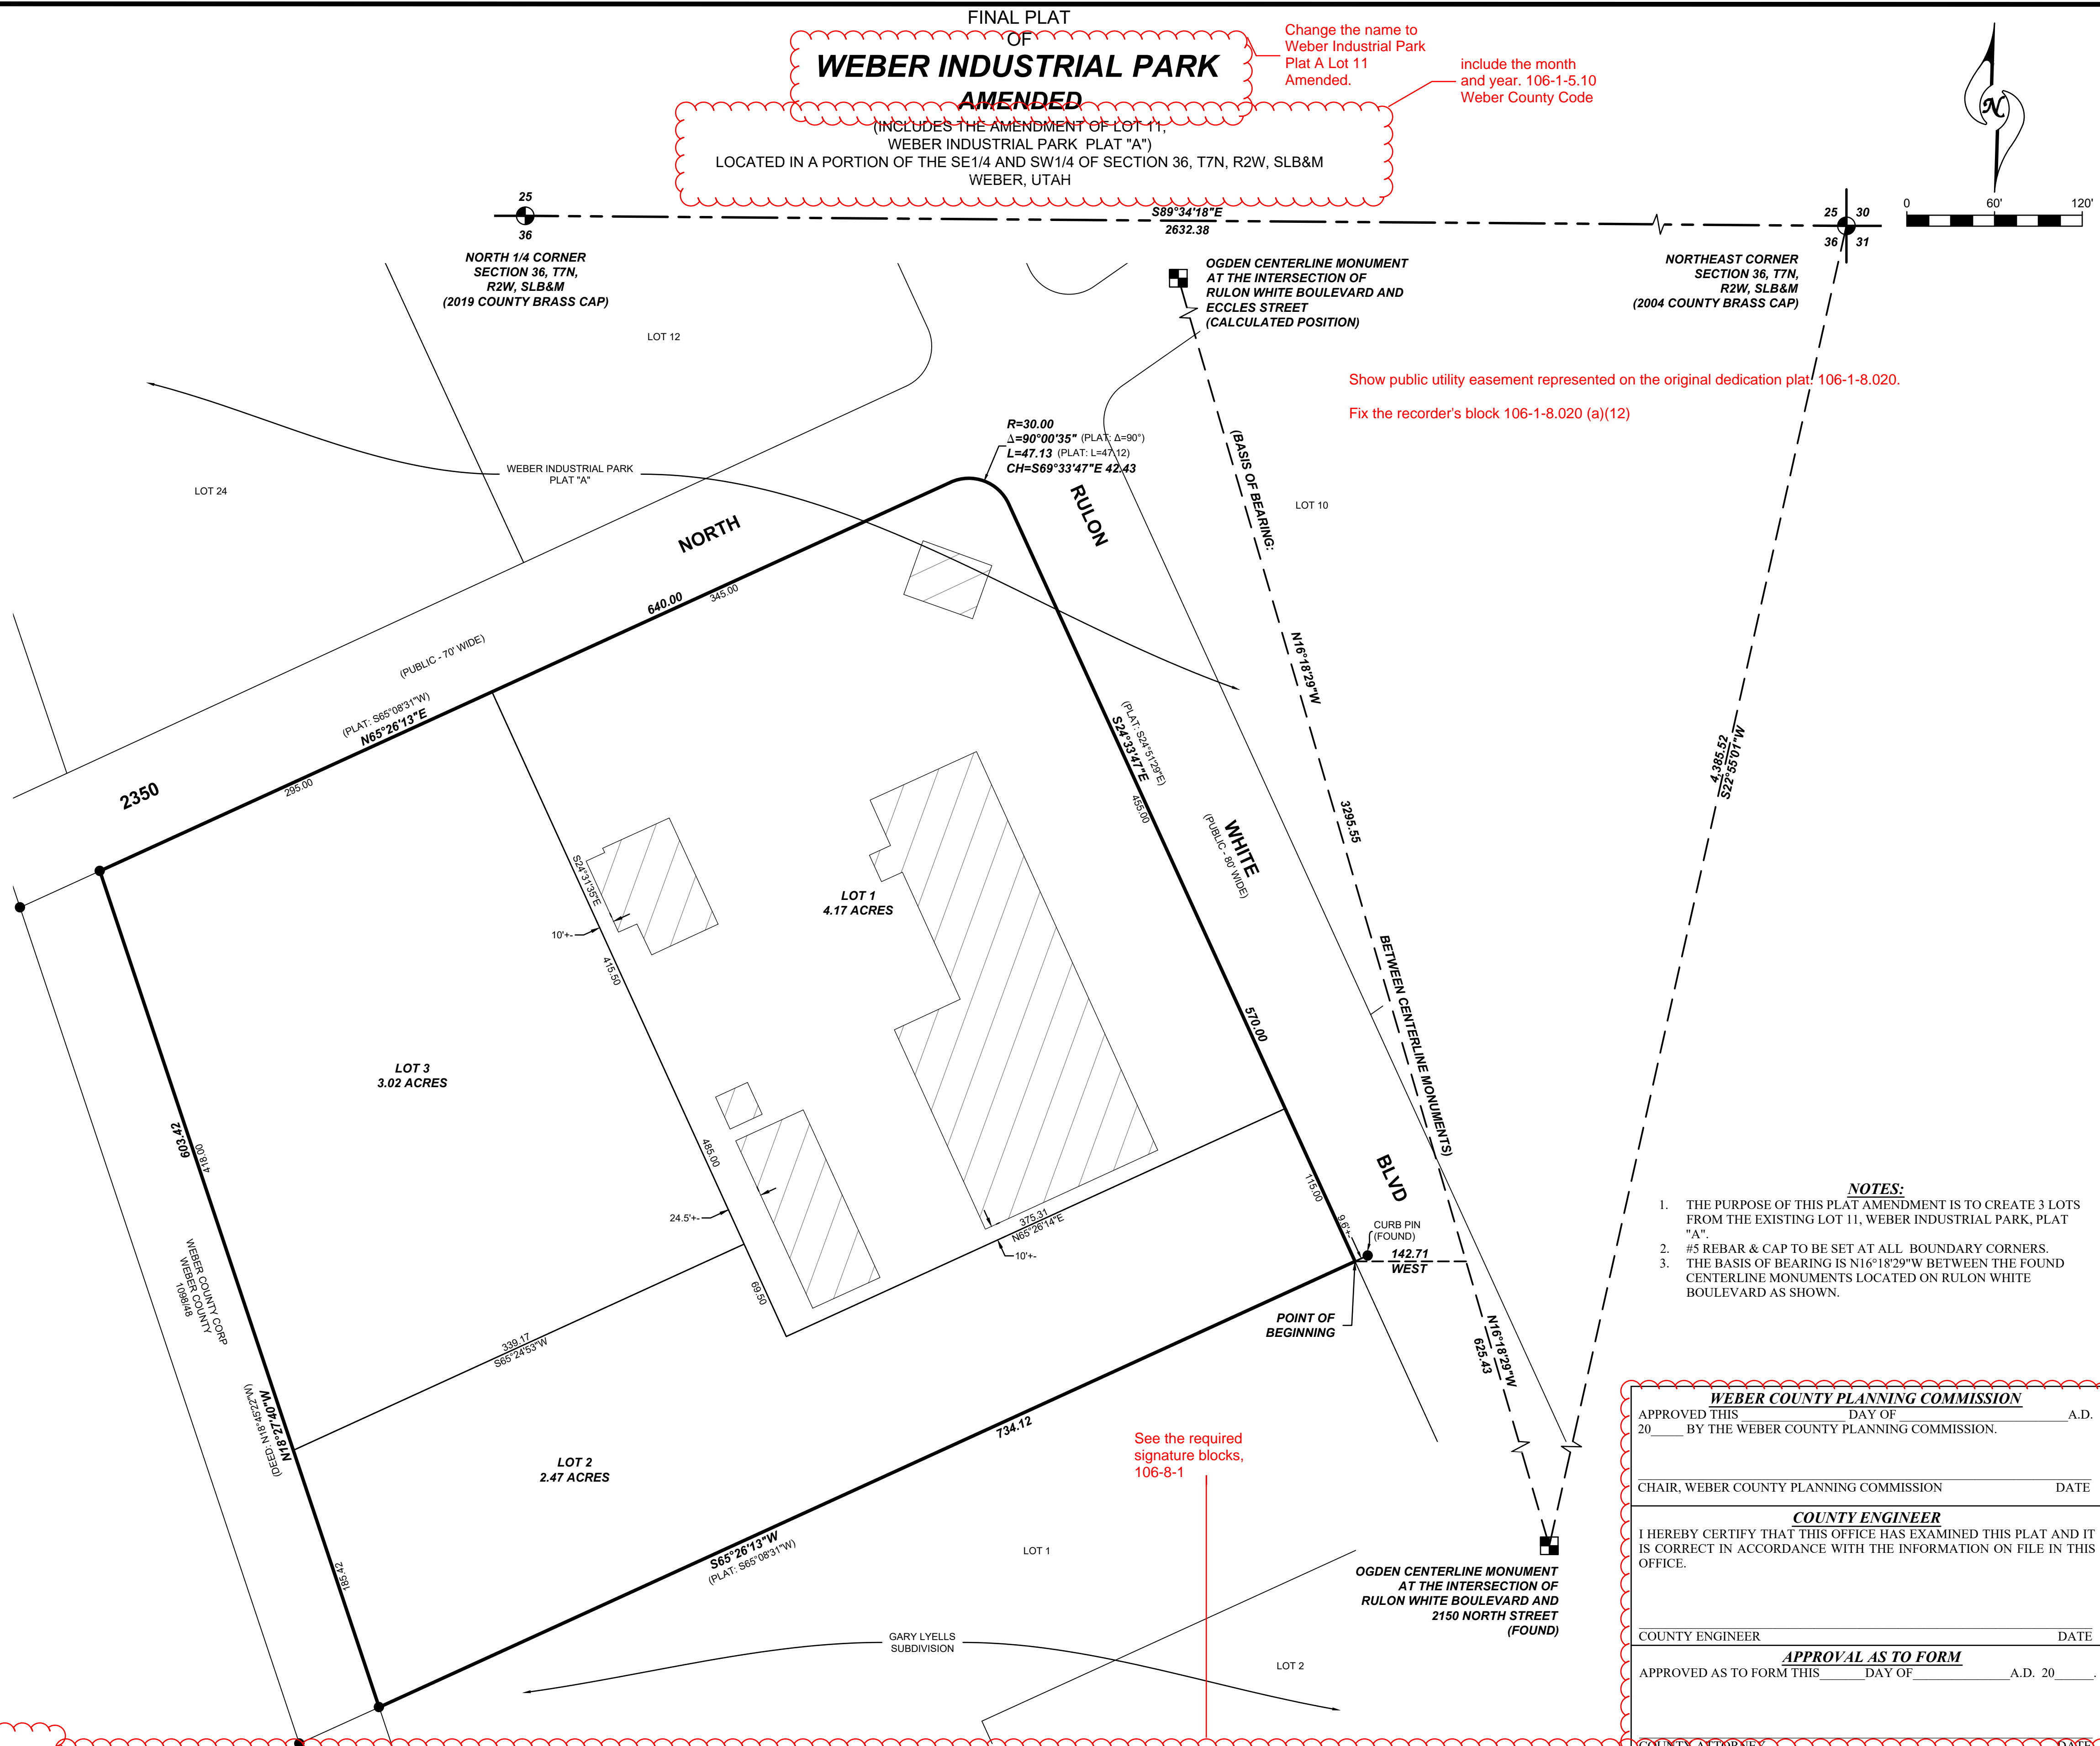 FINAL PLAT
OF
WEBER INDUSTRIAL PARK
AMENDED
(INCLUDES THE AMENDMENT OF LOT 11,
WEBER INDUSTRIAL PARK PLAT "A")
LOCATED IN A PORTION OF THE SE1/4 AND SW1/4 OF SECTION 36, T7N, R2W, SLB&M
WEBER, UTAH
Change the name to
Weber Industrial Park
Plat A Lot 11
Amended.
include the month
and year. 106-1-5.10
Weber County Code
N
0 60' 120'
25
36
NORTH 1/4 CORNER
SECTION 36, T7N,
R2W, SLB&M
(2019 COUNTY BRASS CAP)
S89°34'18"E
2632.38
25 30
36 31
NORTHEAST CORNER
SECTION 36, T7N,
R2W, SLB&M
(2004 COUNTY BRASS CAP)
OGDEN CENTERLINE MONUMENT
AT THE INTERSECTION OF
RULON WHITE BOULEVARD AND
ECCLES STREET
(CALCULATED POSITION)
LOT 12
Show public utility easement represented on the original dedication plat. 106-1-8.020.
Fix the recorder's block 106-1-8.020 (a)(12)
R=30.00
Δ=90°00'35" (PLAT: Δ=90°)
L=47.13 (PLAT: L=47.12)
CH=S69°33'47"E 42.43
WEBER INDUSTRIAL PARK
PLAT "A"
LOT 24
LOT 10
NORTH
RULON
(BASIS OF BEARING:
640.00
345.00
(PUBLIC - 70' WIDE)
(PLAT: S65°08'31"W)
N65°26'13"E
295.00
2350
N16°18'29"W
(PLAT: S24°51'29"E)
S24°33'47"E
455.00
4,385.52
S22°55'01"W
WHITE
(PUBLIC - 80' WIDE)
3295.55
S24°31'35"E
10'+-
415.50
LOT 1
4.17 ACRES
BETWEEN CENTERLINE MONUMENTS)
570.00
LOT 3
3.02 ACRES
603.42
418.00
485.00
24.5'+-
375.31
N65°26'14"E
10'+-
115.00
9.6'+-
BLVD
CURB PIN
(FOUND)
142.71
WEST
NOTES:
1. THE PURPOSE OF THIS PLAT AMENDMENT IS TO CREATE 3 LOTS
FROM THE EXISTING LOT 11, WEBER INDUSTRIAL PARK, PLAT
"A".
2. #5 REBAR & CAP TO BE SET AT ALL BOUNDARY CORNERS.
3. THE BASIS OF BEARING IS N16°18'29"W BETWEEN THE FOUND
CENTERLINE MONUMENTS LOCATED ON RULON WHITE
BOULEVARD AS SHOWN.
WEBER COUNTY CORP
WEBER COUNTY
1098/48
69.50
POINT OF
BEGINNING
N16°18'29"W
625.43
339.17
S65°24'53"W
N18°27'40"W
(DEED: N18°45'22"W)
734.12
LOT 2
2.47 ACRES
See the required
signature blocks,
106-8-1
S65°26'13"W
(PLAT: S65°08'31"W)
185.42
LOT 1
OGDEN CENTERLINE MONUMENT
AT THE INTERSECTION OF
RULON WHITE BOULEVARD AND
2150 NORTH STREET
(FOUND)
GARY LYELLS
SUBDIVISION
LOT 2
WEBER COUNTY PLANNING COMMISSION
APPROVED THIS ________________ DAY OF __________________________A.D.
20_____ BY THE WEBER COUNTY PLANNING COMMISSION.
CHAIR, WEBER COUNTY PLANNING COMMISSION DATE
COUNTY ENGINEER
I HEREBY CERTIFY THAT THIS OFFICE HAS EXAMINED THIS PLAT AND IT
IS CORRECT IN ACCORDANCE WITH THE INFORMATION ON FILE IN THIS
OFFICE.
COUNTY ENGINEER DATE
APPROVAL AS TO FORM
APPROVED AS TO FORM THIS_______DAY OF_______________A.D. 20______.
COUNTY ATTORNEY DATE